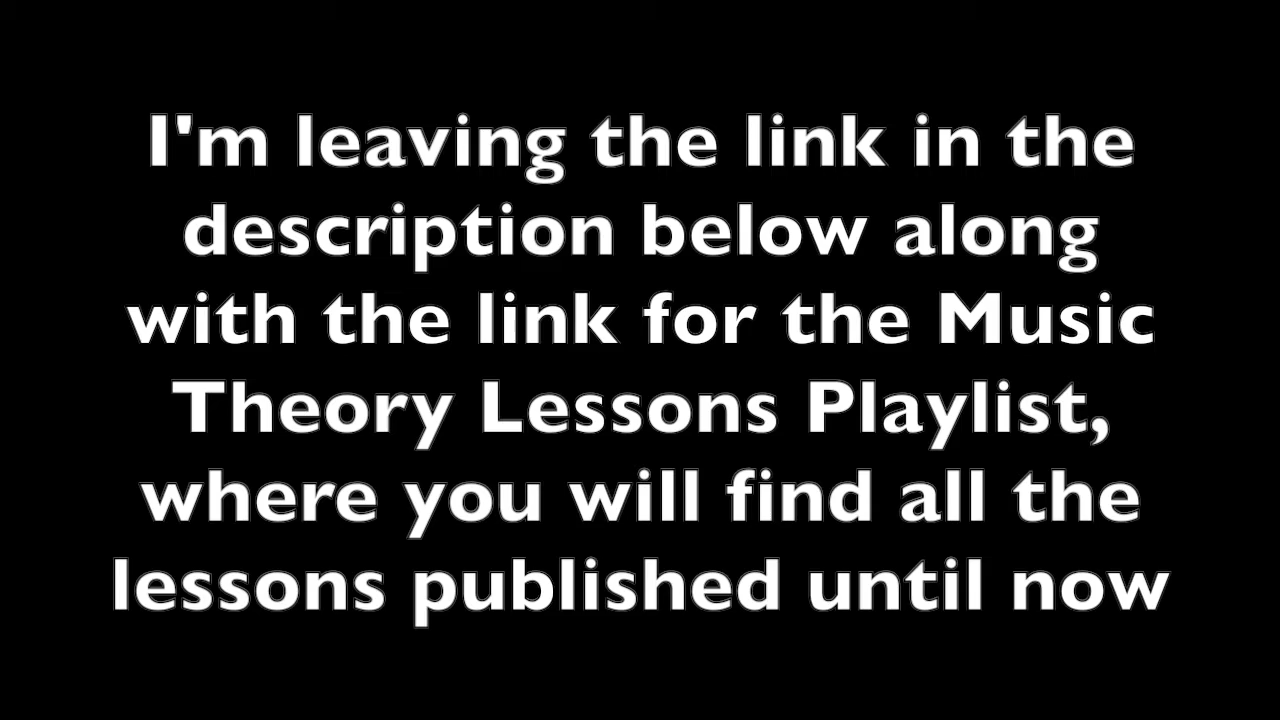 I'm leaving the link in the
description below along
with the link for the Music
Theory Lessons Playlist,
where you will find all the
lessons published until now